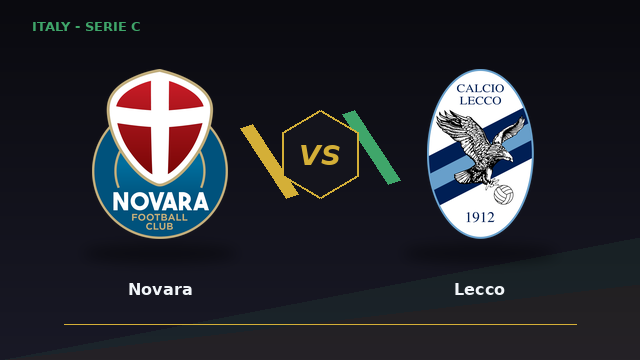 ITALY - SERIE C
NOVARA
FOOTBALL
CLUB
VS
CALCIO
LECCO
1912
Novara
Lecco